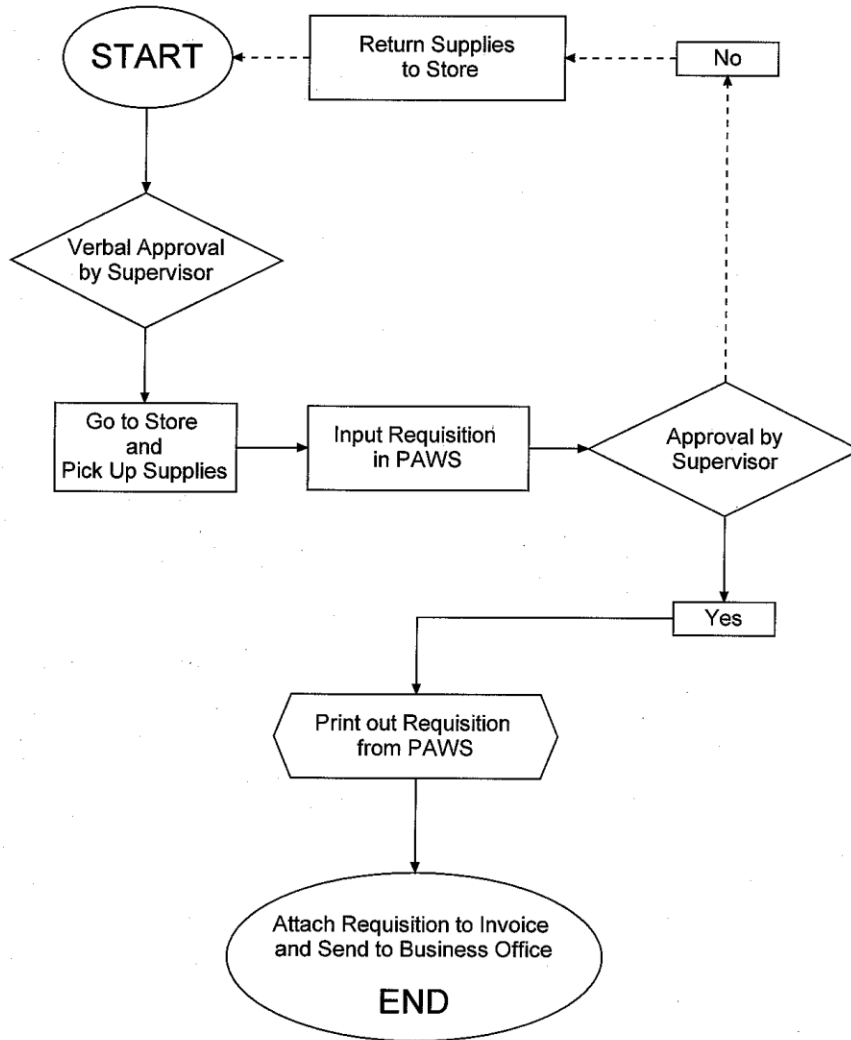 START
Return Supplies
to Store
No
Verbal Approval
by Supervisor
Go to Store
and
Pick Up Supplies
Input Requisition
in PAWS
Approval by
Supervisor
Yes
Print out Requisition
from PAWS
Attach Requisition to Invoice
and Send to Business Office
END